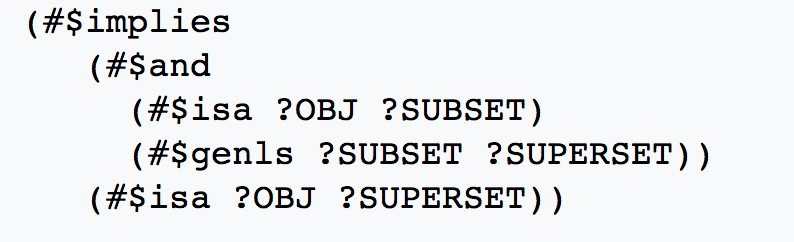 (#$implies
(#$and
(#$isa ?OBJ ?SUBSET)
(#$genls ?SUBSET ?SUPERSET))
(#$isa ?OBJ ?SUPERSET))